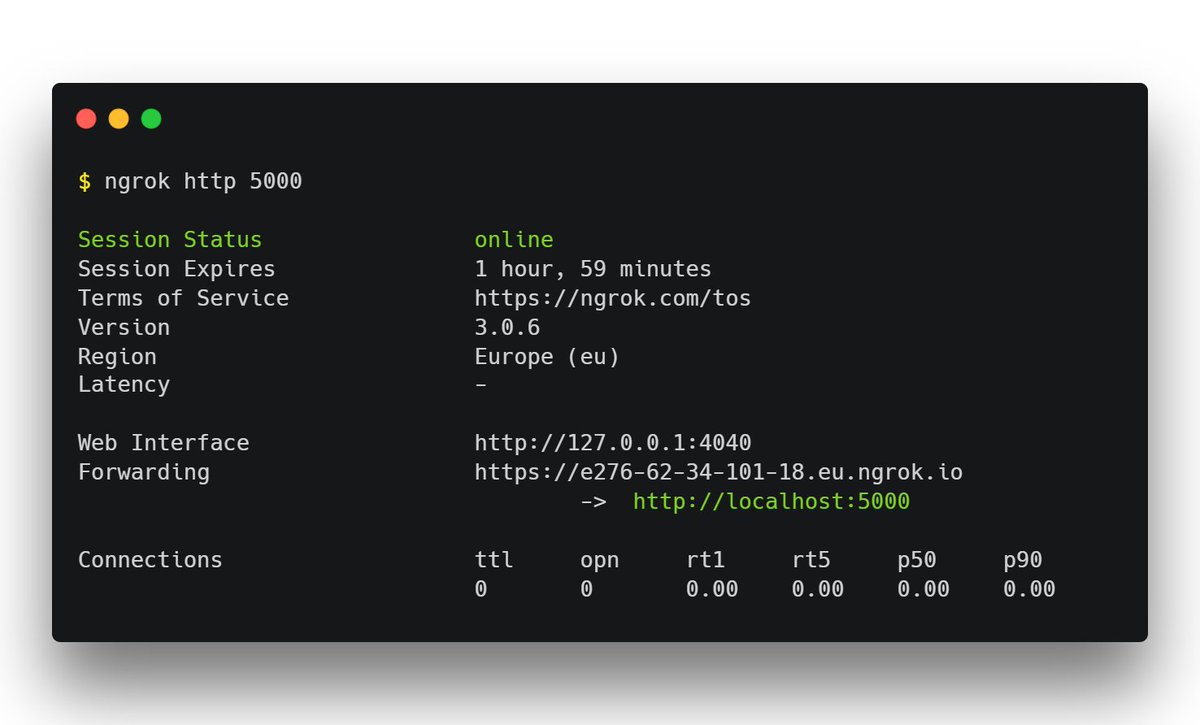 $ ngrok http 5000
Session Status online
Session Expires 1 hour, 59 minutes
Terms of Service https://ngrok.com/tos
Version 3.0.6
Region Europe (eu)
Latency -
Web Interface http://127.0.0.1:4040
Forwarding https://e276-62-34-101-18.eu.ngrok.io
-> http://localhost:5000
Connections ttl opn rt1 rt5 p50 p90
0 0 0.00 0.00 0.00 0.00